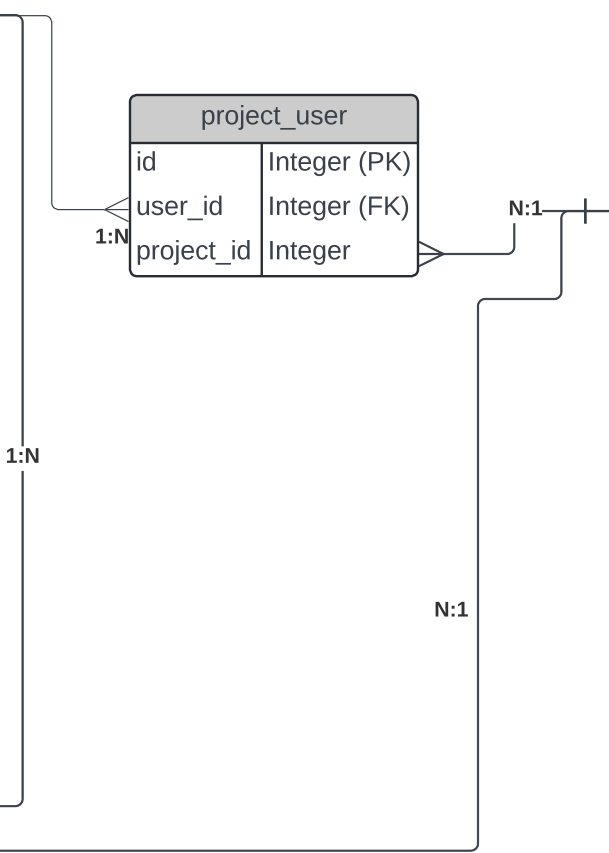 project_user
id Integer (PK)
user_id Integer (FK)
project_id Integer
1:N
N:1
1:N
N:1